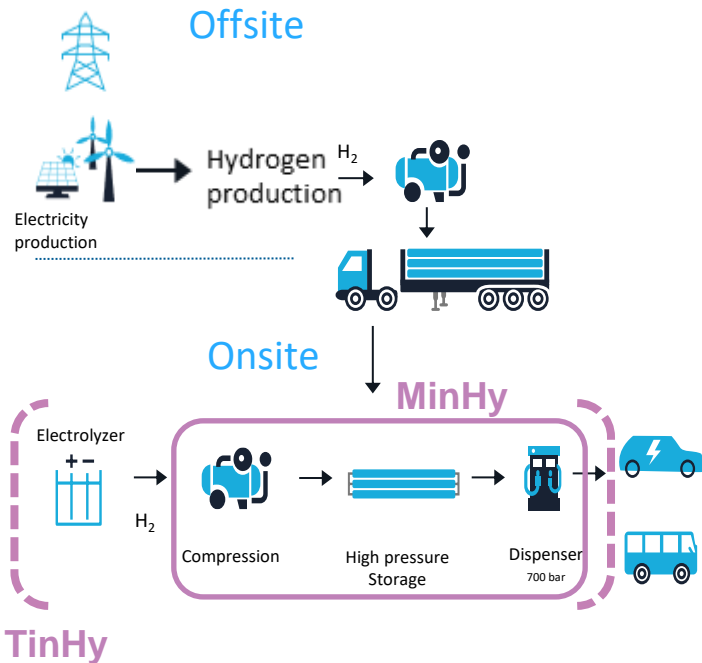 Offsite
Hydrogen
production
H2
Electricity
production
Onsite
MinHy
Electrolyzer
+ -
H2
Compression
High pressure
Storage
Dispenser
700 bar
TinHy